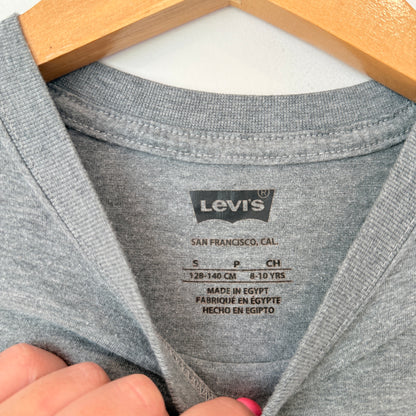 Levi's®
SAN FRANCISCO, CAL.
S P CH
128-140 CM 8-10 YRS
MADE IN EGYPT
FABRIQUÉ EN ÉGYPTE
HECHO EN EGIPTO